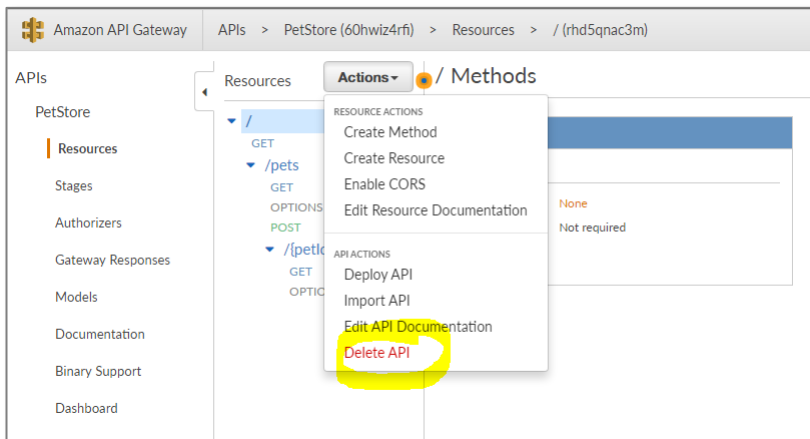 Amazon API Gateway APIs > PetStore (60hwiz4rfi) > Resources > / (rhd5qnac3m)
APIs
PetStore
Resources
Stages
Authorizers
Gateway Responses
Models
Documentation
Binary Support
Dashboard
Resources
/
GET
/pets
GET
OPTIONS
POST
GET
Actions
/ Methods
RESOURCE ACTIONS
Create Method
Create Resource
Enable CORS
Edit Resource Documentation
API ACTIONS
Deploy API
Import API
Edit API Documentation
Delete API
None
Not required